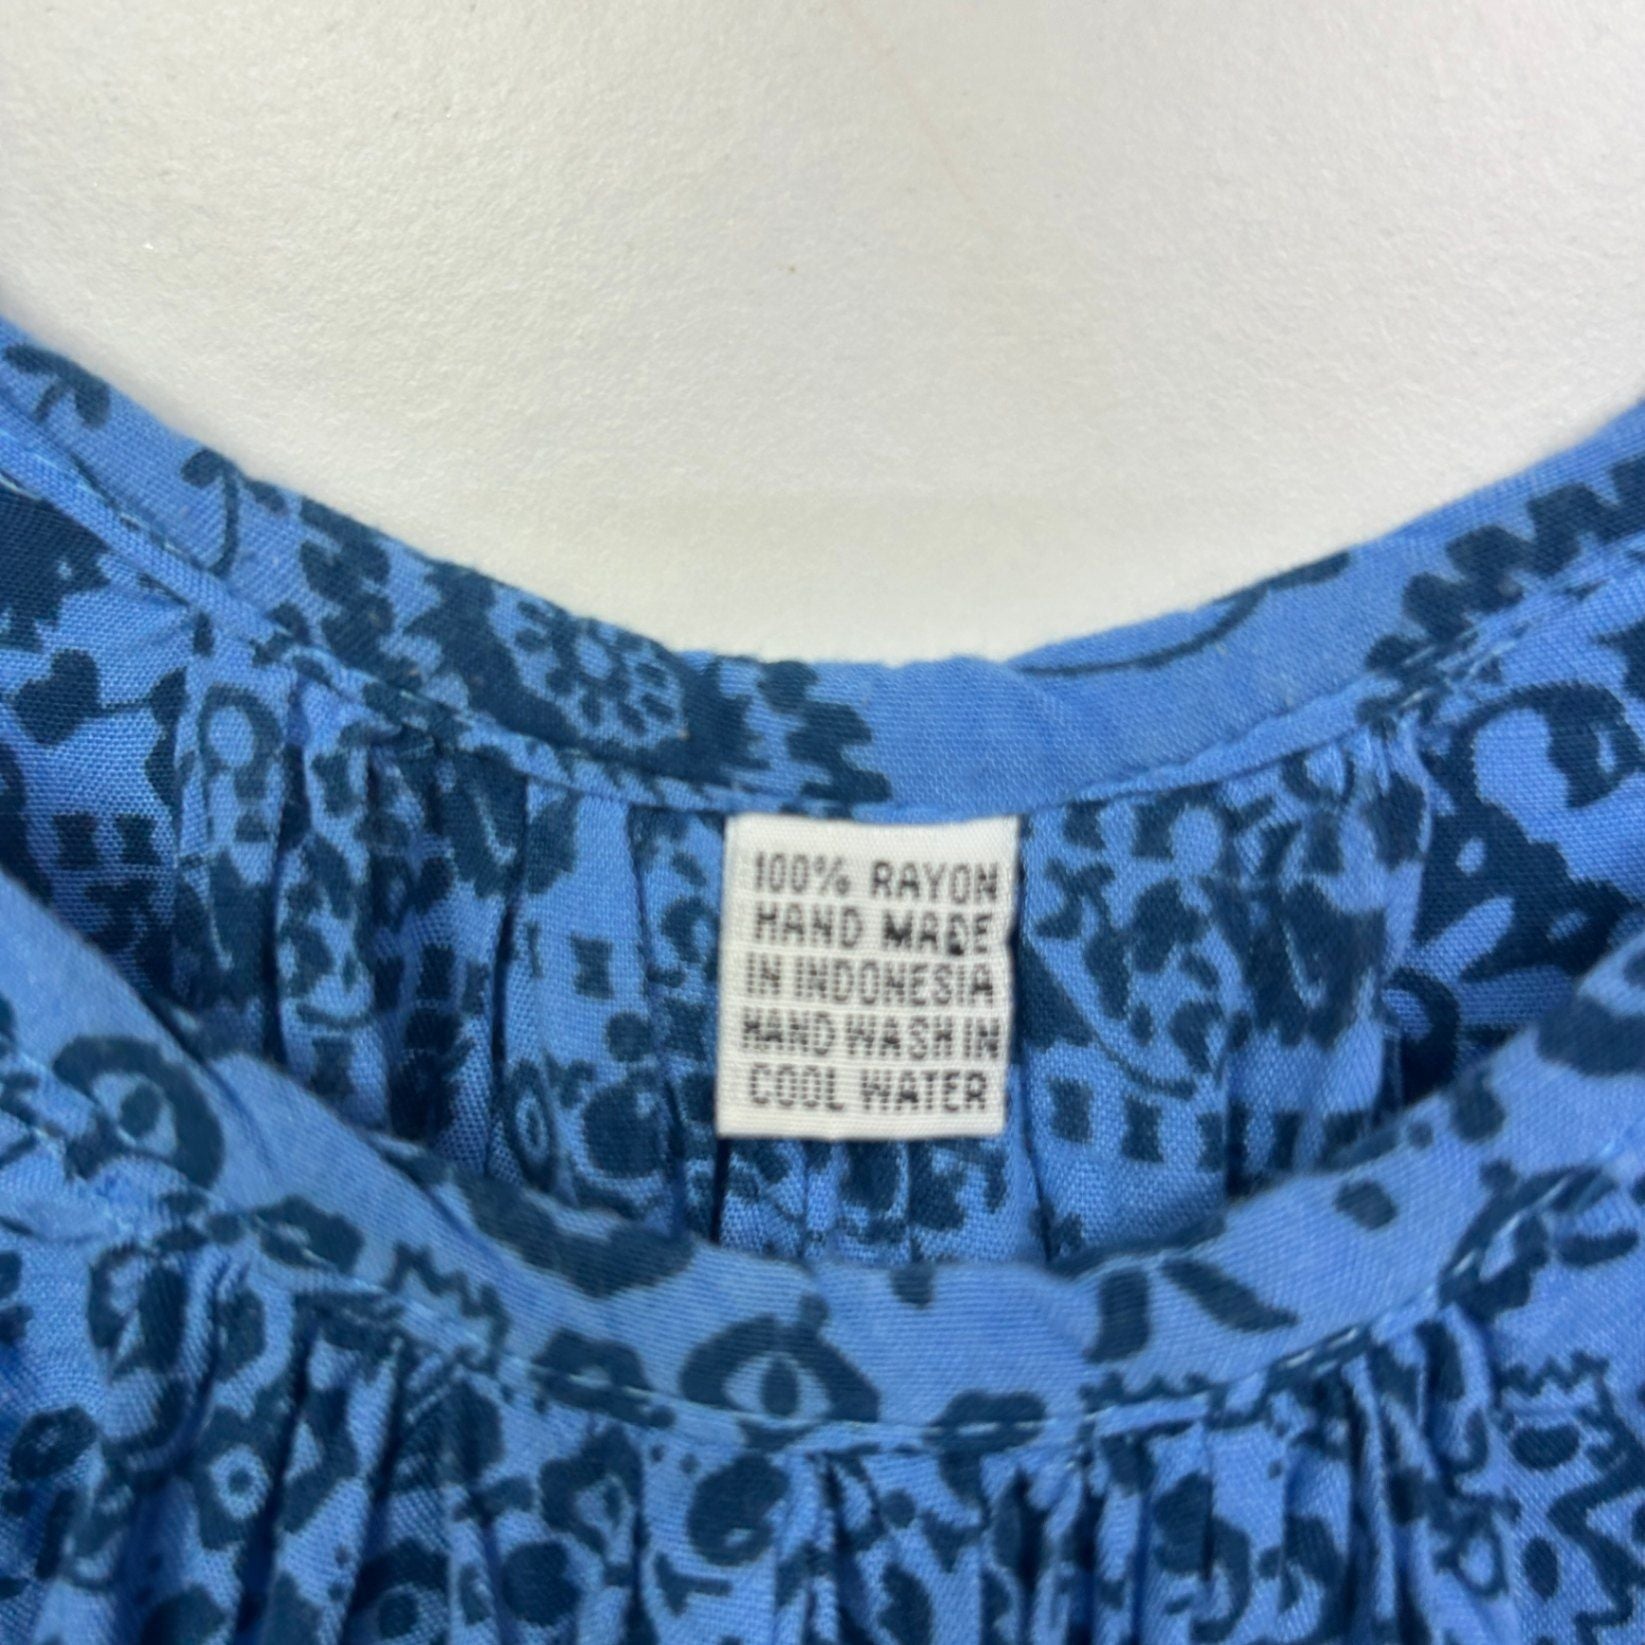 100% RAYON
HAND MADE
IN INDONESIA
HAND WASH IN
COOL WATER